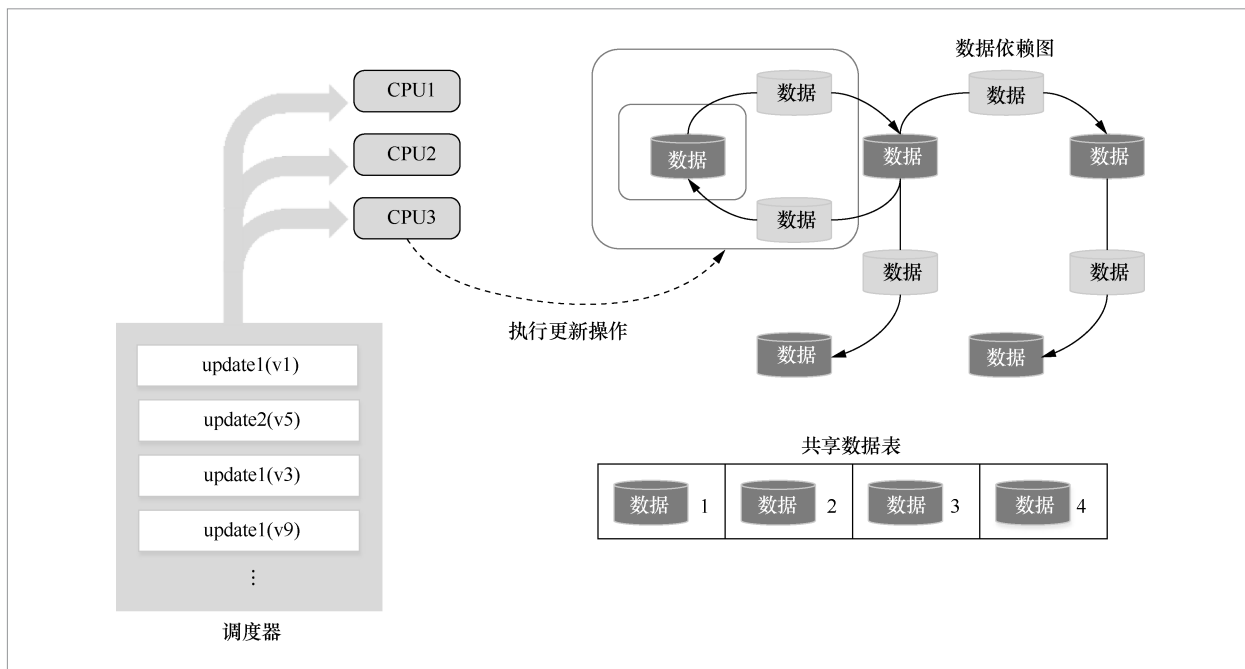 数据依赖图
CPU1
数据
数据
CPU2
数据
数据
数据
CPU3
数据
数据
数据
执行更新操作
数据
数据
update1(v1)
update2(v5)
update1(v3)
update1(v9)
⋮
调度器
共享数据表
数据 1 数据 2 数据 3 数据 4